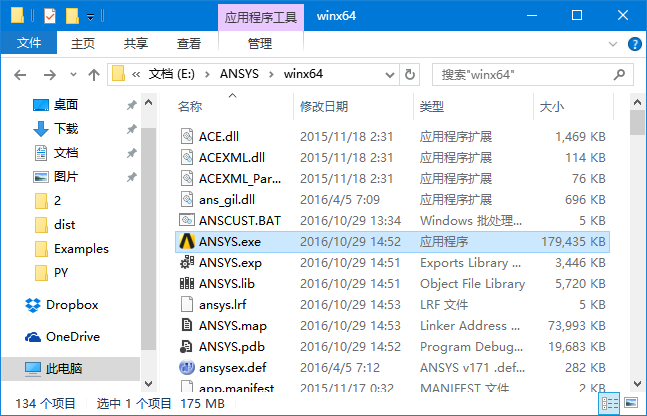 应用程序工具 winx64
文件 主页 共享 查看 管理
« 文档 (E:) › ANSYS › winx64
搜索"winx64"
桌面
下载
文档
图片
2
dist
Examples
PY
Dropbox
OneDrive
此电脑
名称 修改日期 类型 大小
ACE.dll 2015/11/18 2:31 应用程序扩展 1,469 KB
ACEXML.dll 2015/11/18 2:31 应用程序扩展 114 KB
ACEXML_Par... 2015/11/18 2:31 应用程序扩展 76 KB
ans_gil.dll 2016/4/5 7:09 应用程序扩展 696 KB
ANSCUST.BAT 2016/10/29 13:34 Windows 批处理... 5 KB
ANSYS.exe 2016/10/29 14:52 应用程序 179,435 KB
ANSYS.exp 2016/10/29 14:51 Exports Library ... 3,446 KB
ANSYS.lib 2016/10/29 14:51 Object File Library 5,720 KB
ansys.lrf 2016/10/29 14:53 LRF 文件 5 KB
ANSYS.map 2016/10/29 14:53 Linker Address ... 73,993 KB
ANSYS.pdb 2016/10/29 14:52 Program Debug... 19,683 KB
ansysex.def 2016/4/5 7:12 ANSYS v171 .def... 282 KB
app.manifest 2015/11/17 0:32 MANIFEST 文件 2 KB
134 个项目 选中 1 个项目 175 MB